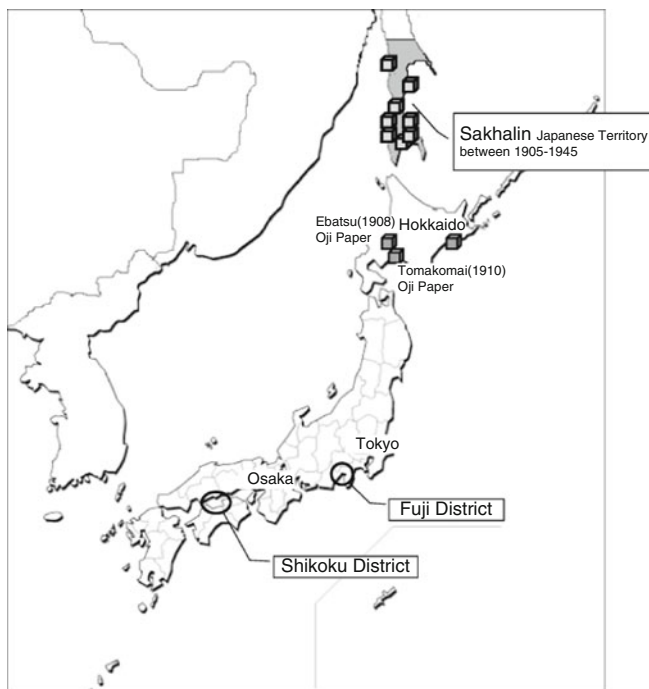 Sakhalin Japanese Territory
between 1905-1945
Hokkaido
Ebatsu(1908)
Oji Paper
Tomakomai(1910)
Oji Paper
Tokyo
Osaka
Fuji District
Shikoku District